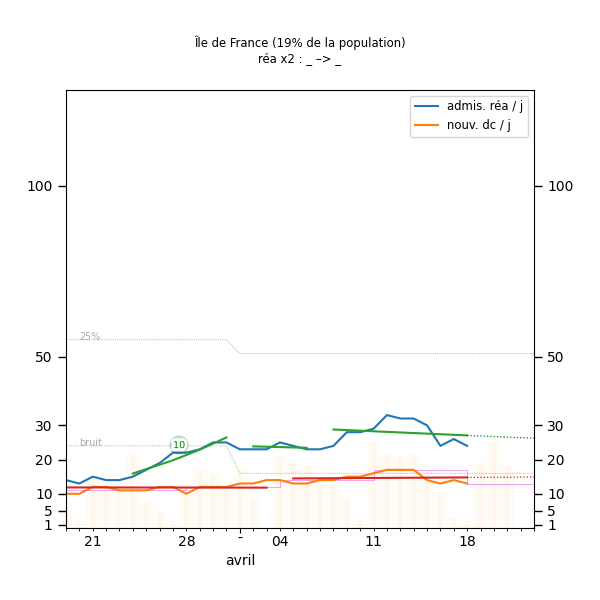 Île de France (19% de la population)
réa x2 : _ –> _
admis. réa / j
nouv. dc / j
100 100
25%
50 50
30 30
bruit 10
20 20
10 10
5 5
1 1
21 28 - 04 11 18
avril